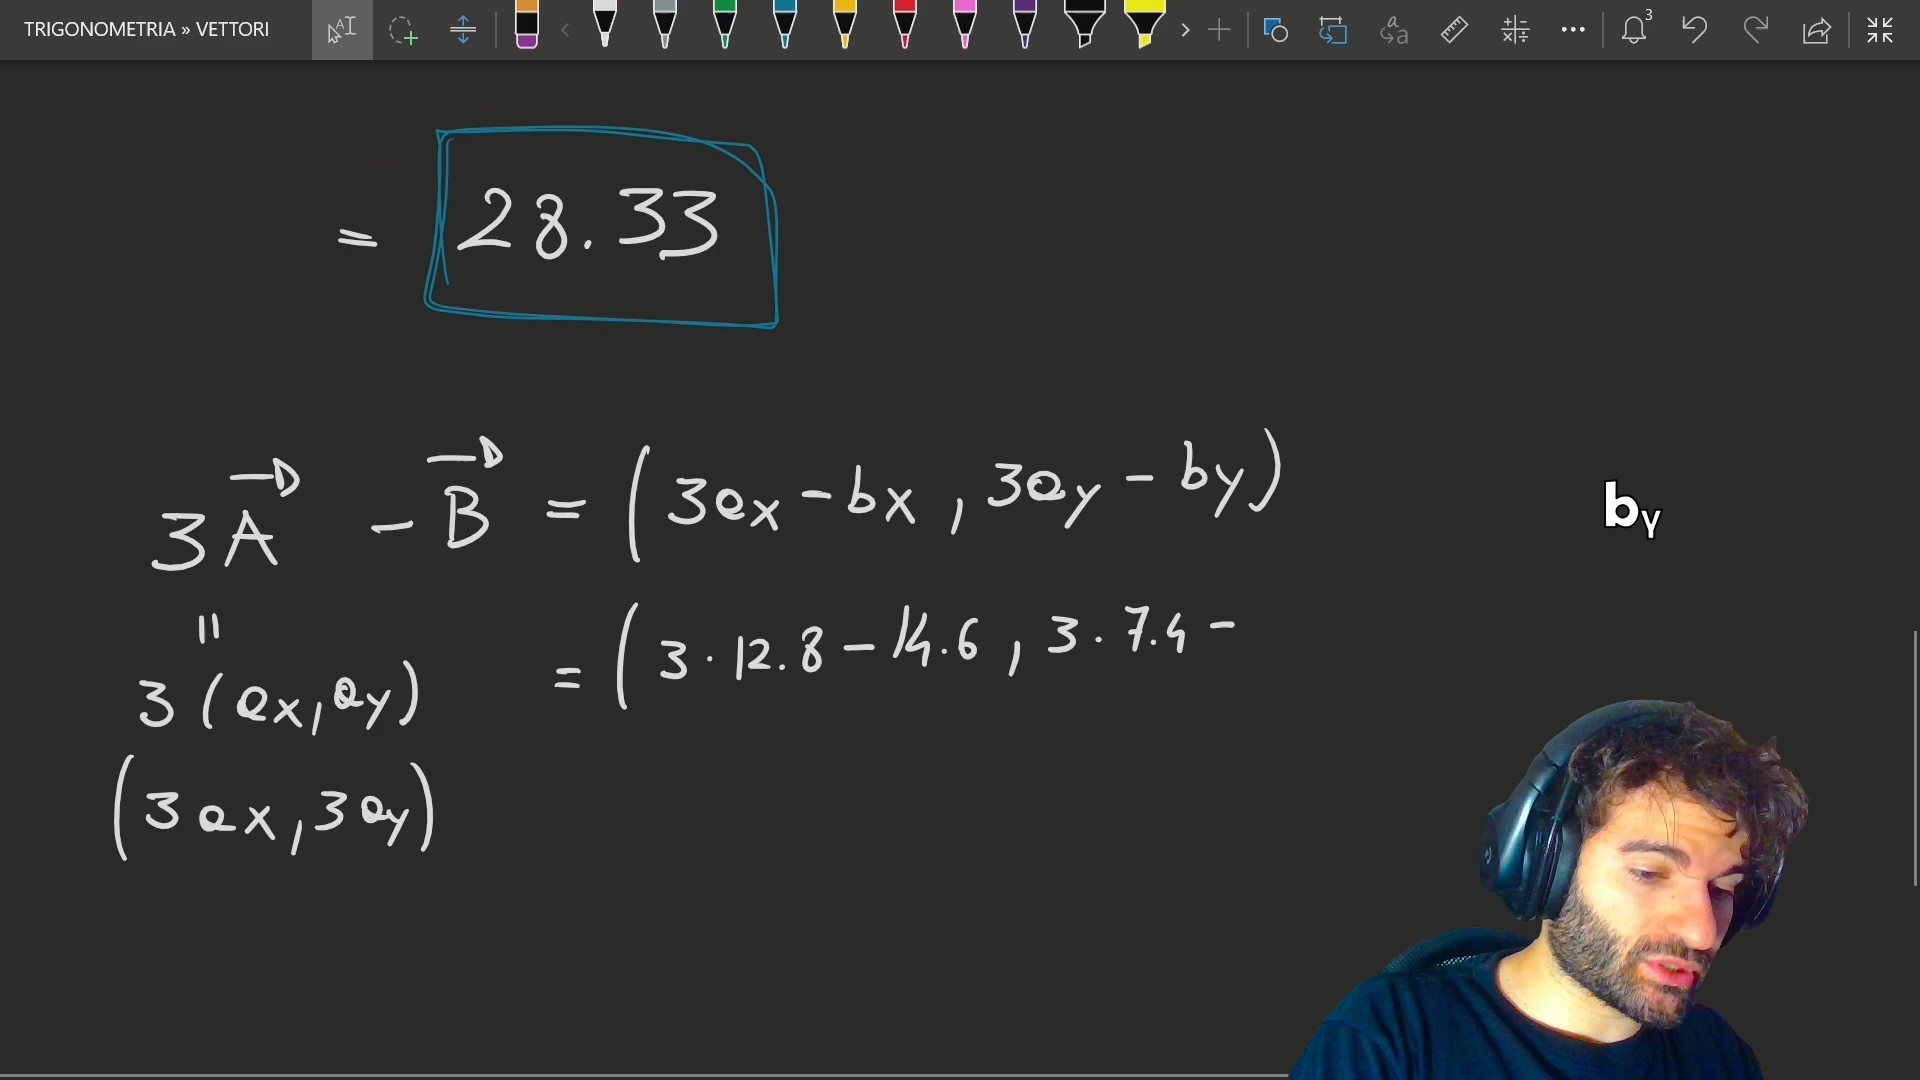 TRIGONOMETRIA » VETTORI
3
= 28.33
3A⃗ - B⃗ = (3ax - bx, 3ay - by)
by
= (3 · 12.8 - 14.6, 3 · 7.4 -
"
3 (ax, ay)
(3ax, 3ay)